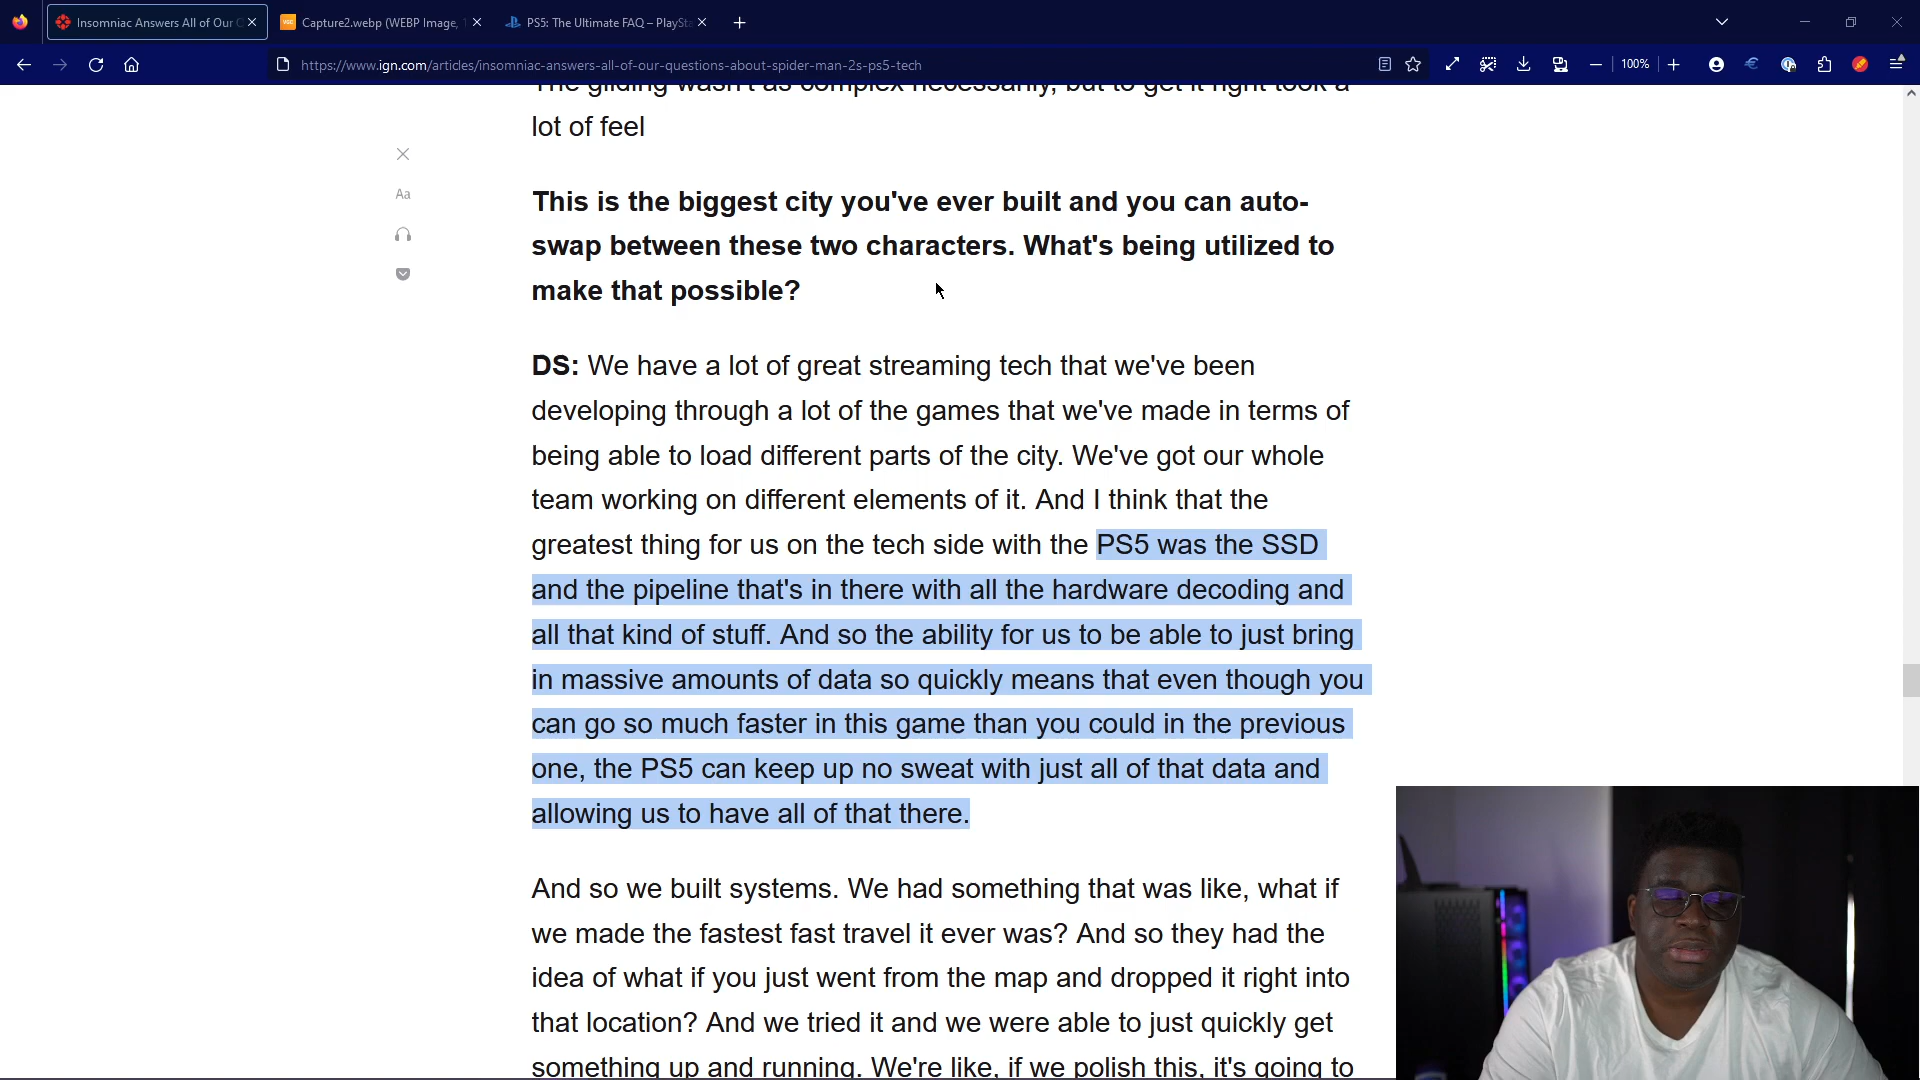 Insomniac Answers All of Our
Capture2.webp (WEBP Image,
PS5: The Ultimate FAQ – PlaySt
https://www.ign.com/articles/insomniac-answers-all-of-our-questions-about-spider-man-2s-ps5-tech
100%
The gliding wasn't as complex necessarily, but to get it right took a
lot of feel
Aa
This is the biggest city you've ever built and you can auto-
swap between these two characters. What's being utilized to
make that possible?
DS: We have a lot of great streaming tech that we've been
developing through a lot of the games that we've made in terms of
being able to load different parts of the city. We've got our whole
team working on different elements of it. And I think that the
greatest thing for us on the tech side with the PS5 was the SSD
and the pipeline that's in there with all the hardware decoding and
all that kind of stuff. And so the ability for us to be able to just bring
in massive amounts of data so quickly means that even though you
can go so much faster in this game than you could in the previous
one, the PS5 can keep up no sweat with just all of that data and
allowing us to have all of that there.
And so we built systems. We had something that was like, what if
we made the fastest fast travel it ever was? And so they had the
idea of what if you just went from the map and dropped it right into
that location? And we tried it and we were able to just quickly get
something up and running. We're like, if we polish this, it's going to